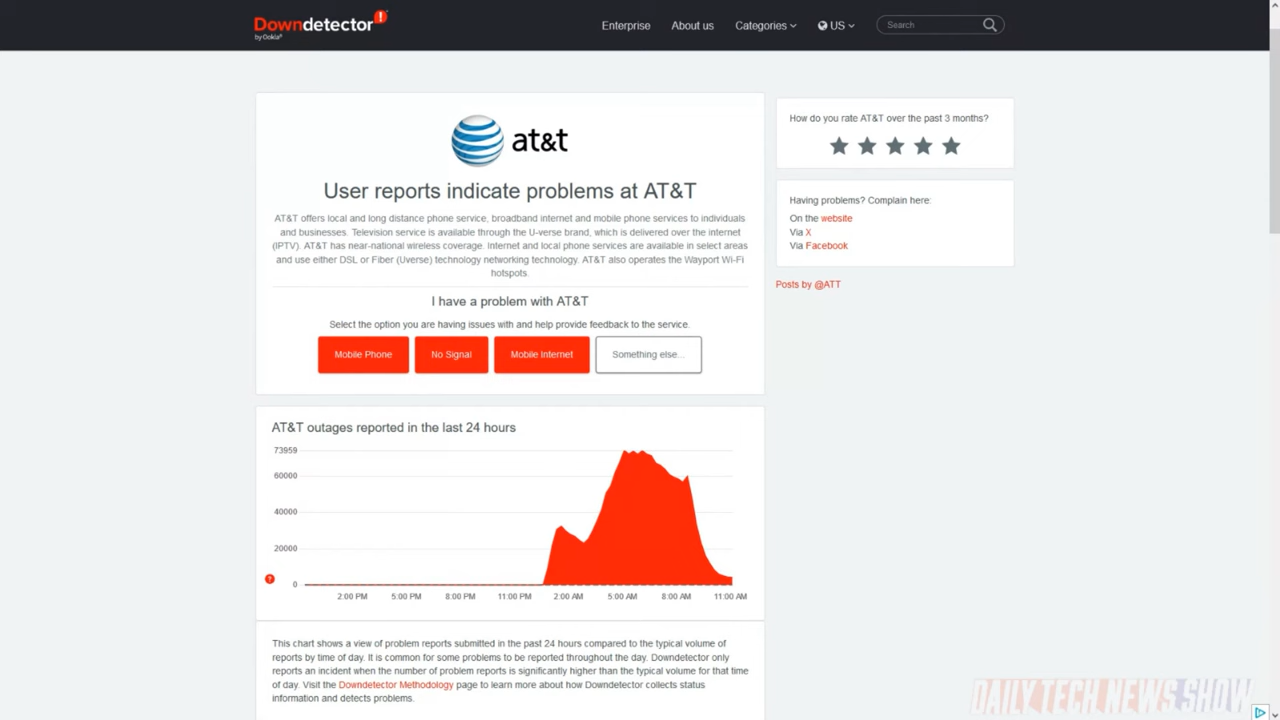 Downdetector
by Ookla®
Enterprise
About us
Categories
US
Search
at&t
User reports indicate problems at AT&T
AT&T offers local and long distance phone service, broadband internet and mobile phone services to individuals
and businesses. Television service is available through the U-verse brand, which is delivered over the internet
(IPTV). AT&T has near-national wireless coverage. Internet and local phone services are available in select areas
and use either DSL or Fiber (Uverse) technology networking technology. AT&T also operates the Wayport Wi-Fi
hotspots.
I have a problem with AT&T
Select the option you are having issues with and help provide feedback to the service.
Mobile Phone
No Signal
Mobile Internet
Something else...
How do you rate AT&T over the past 3 months?
Having problems? Complain here:
On the website
Via X
Via Facebook
Posts by @ATT
AT&T outages reported in the last 24 hours
73959
60000
40000
20000
0
?
2:00 PM 5:00 PM 8:00 PM 11:00 PM 2:00 AM 5:00 AM 8:00 AM 11:00 AM
This chart shows a view of problem reports submitted in the past 24 hours compared to the typical volume of
reports by time of day. It is common for some problems to be reported throughout the day. Downdetector only
reports an incident when the number of problem reports is significantly higher than the typical volume for that time
of day. Visit the Downdetector Methodology page to learn more about how Downdetector collects status
information and detects problems.
DAILY TECH NEWS SHOW